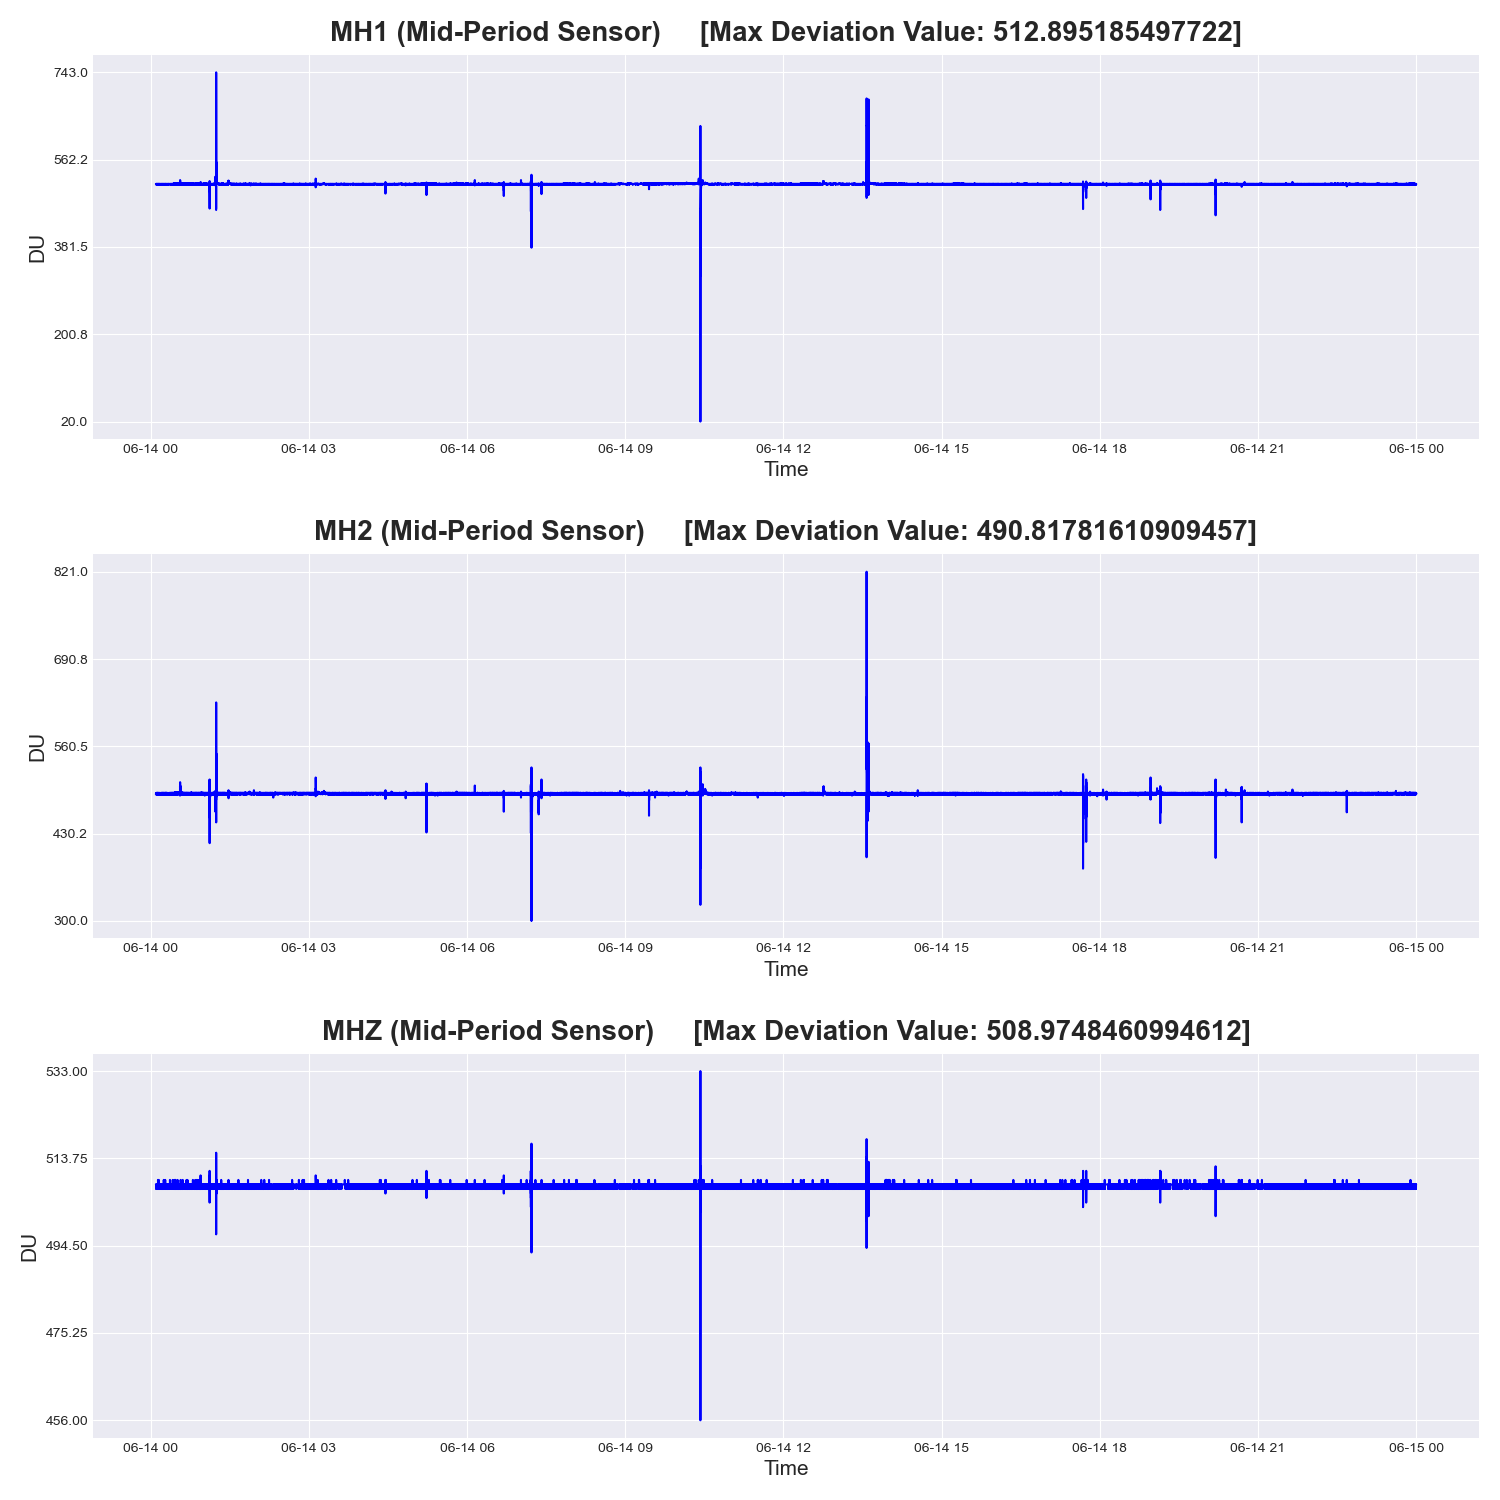 MH1 (Mid-Period Sensor) [Max Deviation Value: 512.895185497722]
743.0
562.2
381.5
200.8
20.0
DU
06-14 00 06-14 03 06-14 06 06-14 09 06-14 12 06-14 15 06-14 18 06-14 21 06-15 00
Time
MH2 (Mid-Period Sensor) [Max Deviation Value: 490.81781610909457]
821.0
690.8
560.5
430.2
300.0
DU
06-14 00 06-14 03 06-14 06 06-14 09 06-14 12 06-14 15 06-14 18 06-14 21 06-15 00
Time
MHZ (Mid-Period Sensor) [Max Deviation Value: 508.9748460994612]
533.00
513.75
494.50
475.25
456.00
DU
06-14 00 06-14 03 06-14 06 06-14 09 06-14 12 06-14 15 06-14 18 06-14 21 06-15 00
Time